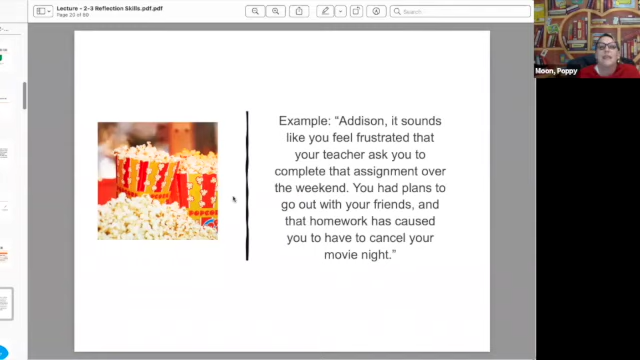 Lecture - 2-3 Reflection Skills.pdf.pdf
Page 23 of 69
Search
Moon, Poppy
Example: “Addison, it sounds
like you feel frustrated that
your teacher ask you to
complete that assignment over
the weekend. You had plans to
go out with your friends, and
that homework has caused
you to have to cancel your
movie night.”